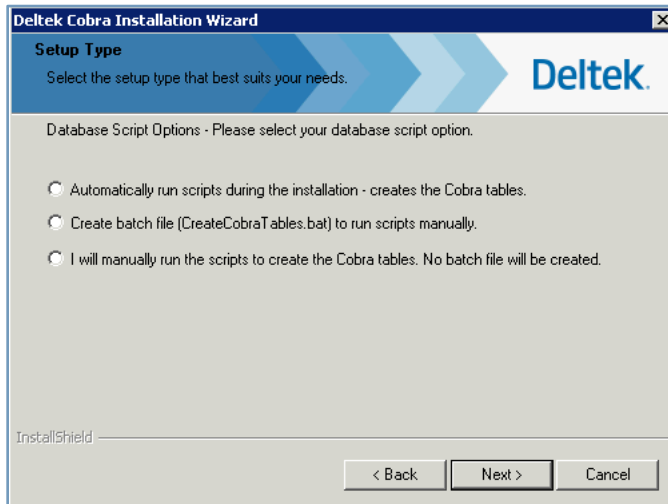 Deltek Cobra Installation Wizard
Setup Type
Select the setup type that best suits your needs.
Deltek.
Database Script Options - Please select your database script option.
Automatically run scripts during the installation - creates the Cobra tables.
Create batch file (CreateCobraTables.bat) to run scripts manually.
I will manually run the scripts to create the Cobra tables. No batch file will be created.
InstallShield
< Back
Next >
Cancel